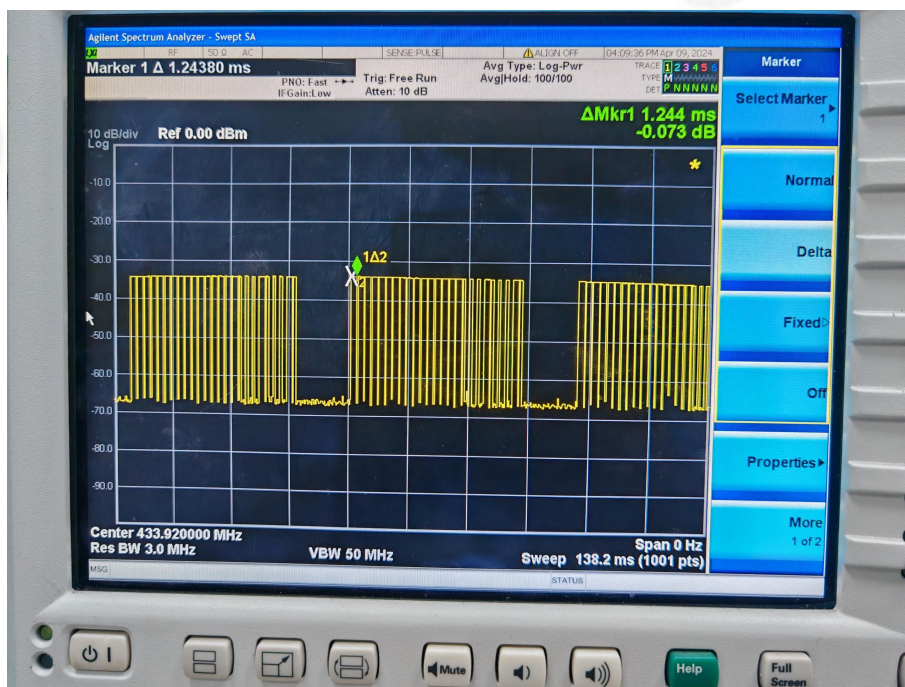 Agilent Spectrum Analyzer - Swept SA
LXI RF 50 Ω AC SENSE:PULSE ALIGN OFF 04:09:36 PM Apr 09, 2024
Marker 1 Δ 1.24380 ms
PNO: Fast
IFGain:Low
Trig: Free Run
Atten: 10 dB
Avg Type: Log-Pwr
Avg|Hold: 100/100
TRACE 1 2 3 4 5 6
TYPE M
DET P N N N N N
ΔMkr1 1.244 ms
-0.073 dB
10 dB/div Ref 0.00 dBm
Log
-10.0
-20.0
-30.0
-40.0
-50.0
-60.0
-70.0
-80.0
-90.0
1Δ2
2
Center 433.920000 MHz
Span 0 Hz
Res BW 3.0 MHz
VBW 50 MHz
Sweep 138.2 ms (1001 pts)
MSG
STATUS
Marker
Select Marker
1
Normal
Delta
Fixed
Off
Properties
More
1 of 2
Mute
Help
Full
Screen